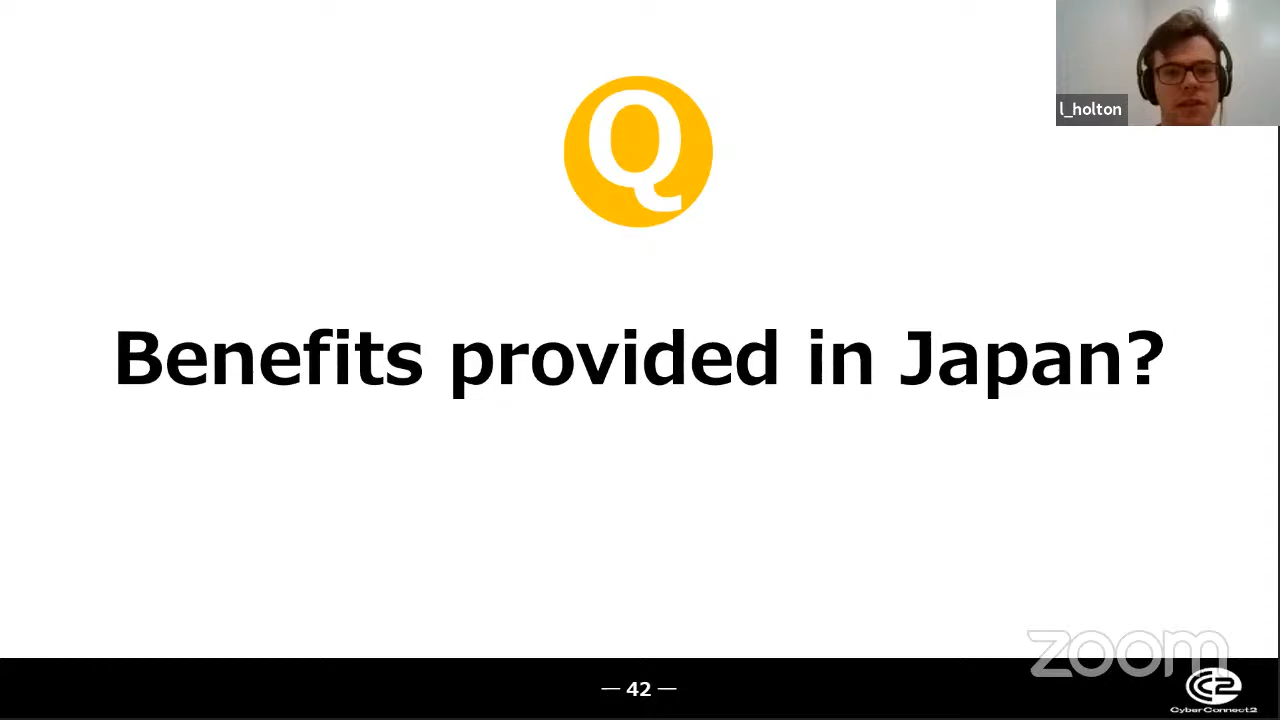 l_holton
Q
Benefits provided in Japan?
zoom
— 42 —
CyberConnect2